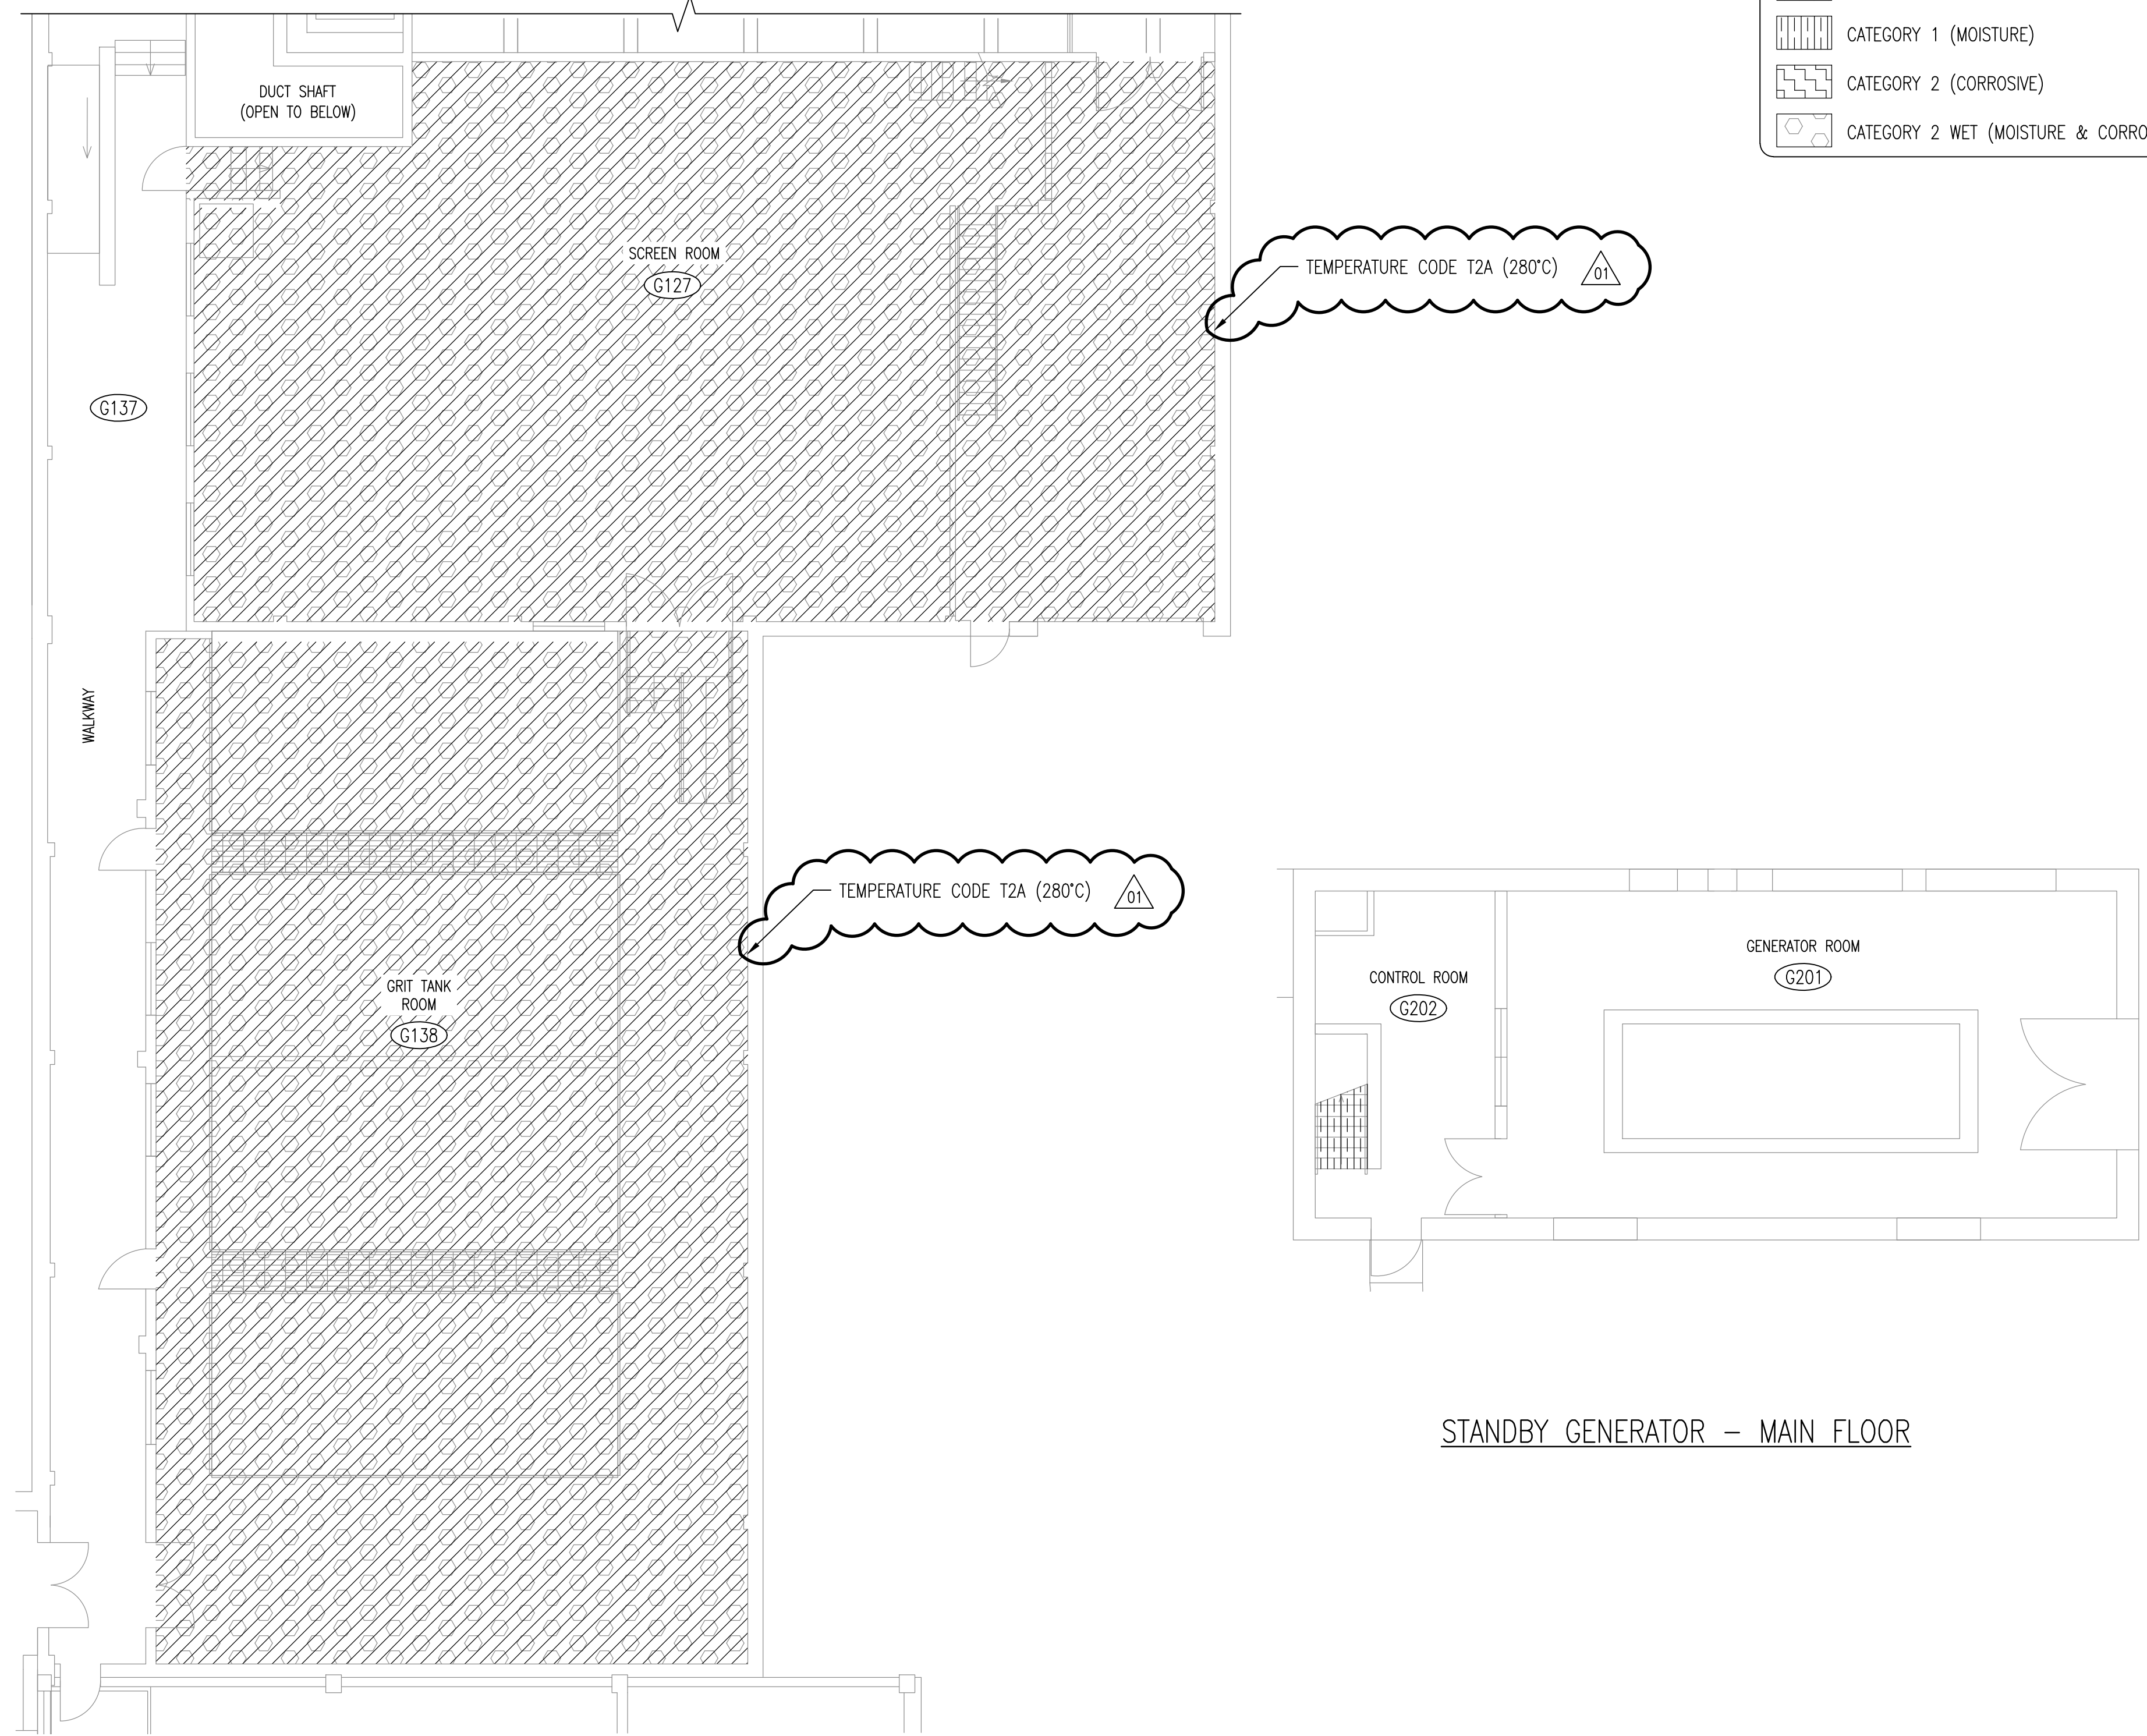 CATEGORY 1 (MOISTURE)
CATEGORY 2 (CORROSIVE)
CATEGORY 2 WET (MOISTURE & CORRO
DUCT SHAFT
(OPEN TO BELOW)
SCREEN ROOM
G127
TEMPERATURE CODE T2A (280°C)
01
G137
WALKWAY
TEMPERATURE CODE T2A (280°C)
01
GRIT TANK
ROOM
G138
CONTROL ROOM
G202
GENERATOR ROOM
G201
STANDBY GENERATOR – MAIN FLOOR